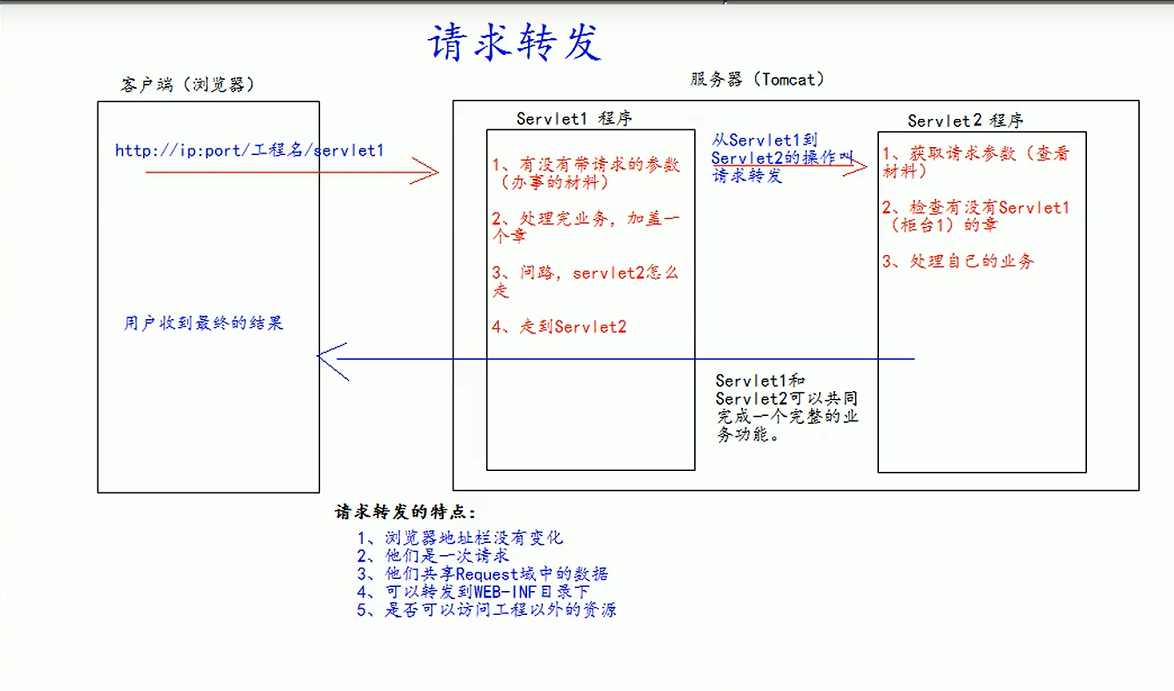 请求转发
客户端（浏览器）
服务器（Tomcat）
http://ip:port/工程名/servlet1
用户收到最终的结果
Servlet1 程序
1、有没有带请求的参数
（办事的材料）
2、处理完业务，加盖一
个章
3、问路，servlet2怎么
走
4、走到Servlet2
从Servlet1到
Servlet2的操作叫
请求转发
Servlet2 程序
1、获取请求参数（查看
材料）
2、检查有没有Servlet1
（柜台1）的章
3、处理自己的业务
Servlet1和
Servlet2可以共同
完成一个完整的业
务功能。
请求转发的特点：
1、浏览器地址栏没有变化
2、他们是一次请求
3、他们共享Request域中的数据
4、可以转发到WEB-INF目录下
5、是否可以访问工程以外的资源